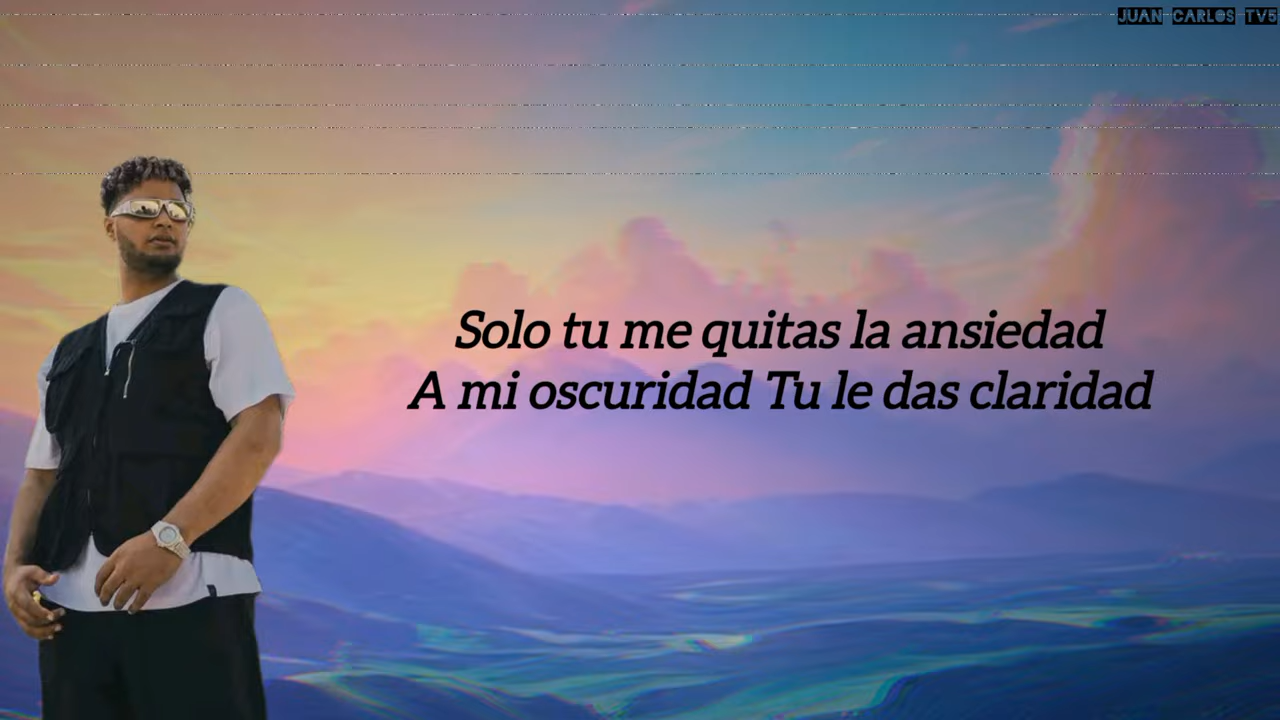 JUAN CARLOS TV5
Solo tu me quitas la ansiedad
A mi oscuridad Tu le das claridad